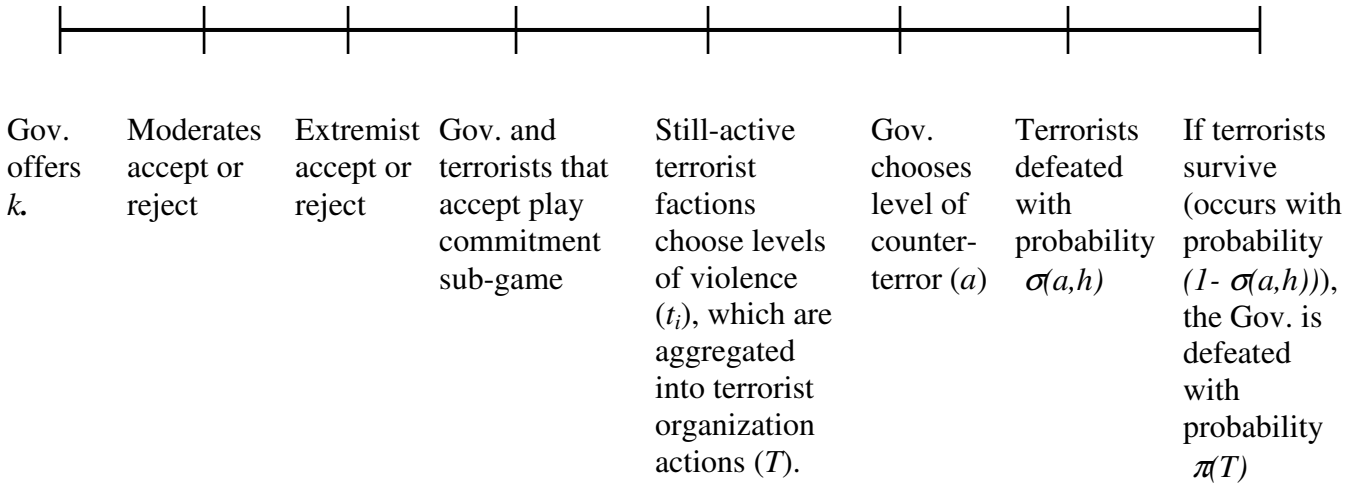 Gov.
offers
k.
Moderates
accept or
reject
Extremist
accept or
reject
Gov. and
terrorists that
accept play
commitment
sub-game
Still-active
terrorist
factions
choose levels
of violence
(tᵢ), which are
aggregated
into terrorist
organization
actions (T).
Gov.
chooses
level of
counter-
terror (a)
Terrorists
defeated
with
probability
σ(a,h)
If terrorists
survive
(occurs with
probability
(1- σ(a,h))),
the Gov. is
defeated
with
probability
π(T)